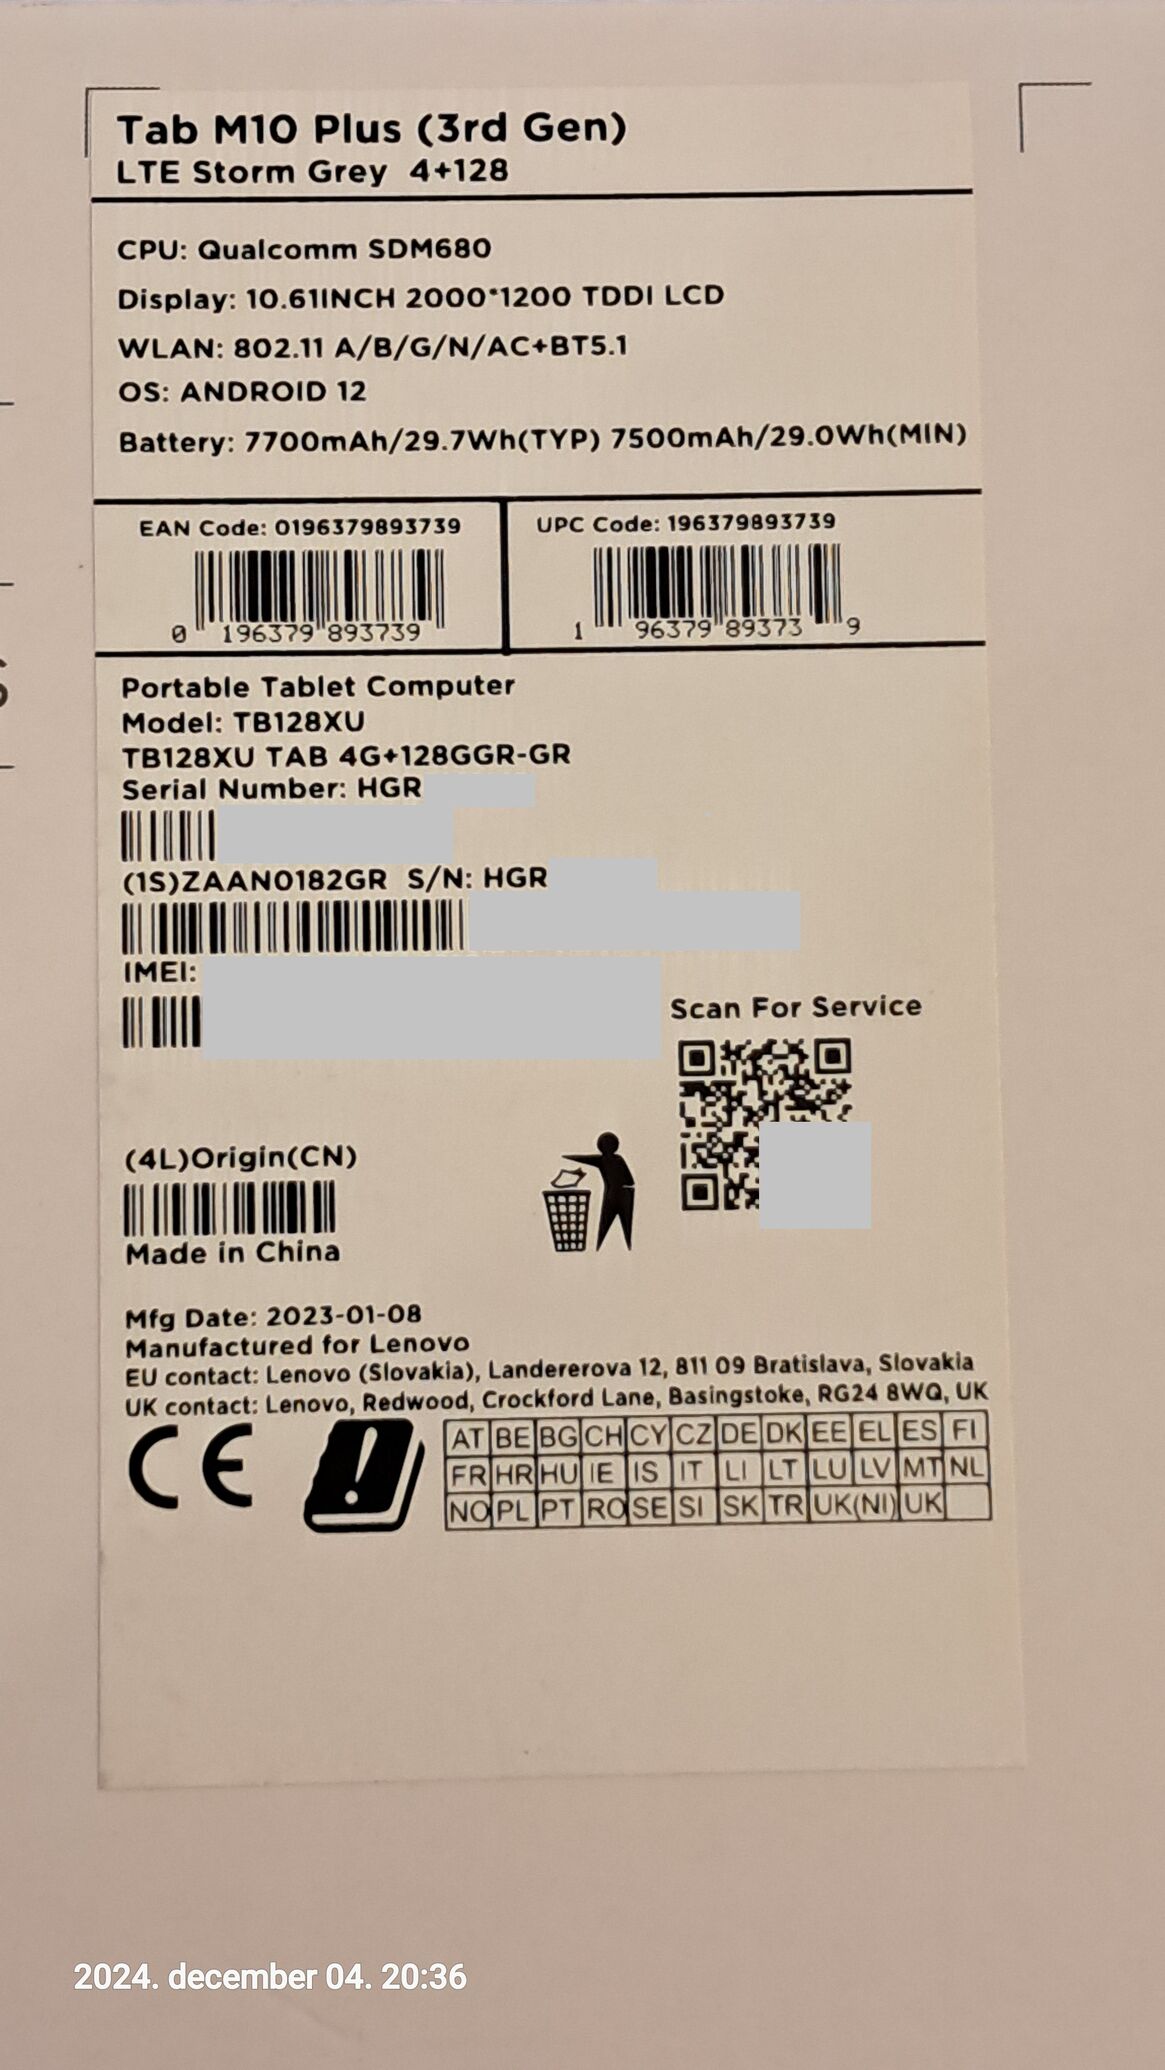 Tab M10 Plus (3rd Gen)
LTE Storm Grey 4+128
CPU: Qualcomm SDM680
Display: 10.61INCH 2000*1200 TDDI LCD
WLAN: 802.11 A/B/G/N/AC+BT5.1
OS: ANDROID 12
Battery: 7700mAh/29.7Wh(TYP) 7500mAh/29.0Wh(MIN)
EAN Code: 0196379893739
0 196379 893739
UPC Code: 196379893739
1 96379 89373 9
Portable Tablet Computer
Model: TB128XU
TB128XU TAB 4G+128GGR-GR
Serial Number: HGR
(1S)ZAAN0182GR S/N: HGR
IMEI:
Scan For Service
(4L)Origin(CN)
Made in China
Mfg Date: 2023-01-08
Manufactured for Lenovo
EU contact: Lenovo (Slovakia), Landererova 12, 811 09 Bratislava, Slovakia
UK contact: Lenovo, Redwood, Crockford Lane, Basingstoke, RG24 8WQ, UK
CE
AT BE BG CH CY CZ DE DK EE EL ES FI
FR HR HU IE IS IT LI LT LU LV MT NL
NO PL PT RO SE SI SK TR UK(NI) UK
2024. december 04. 20:36